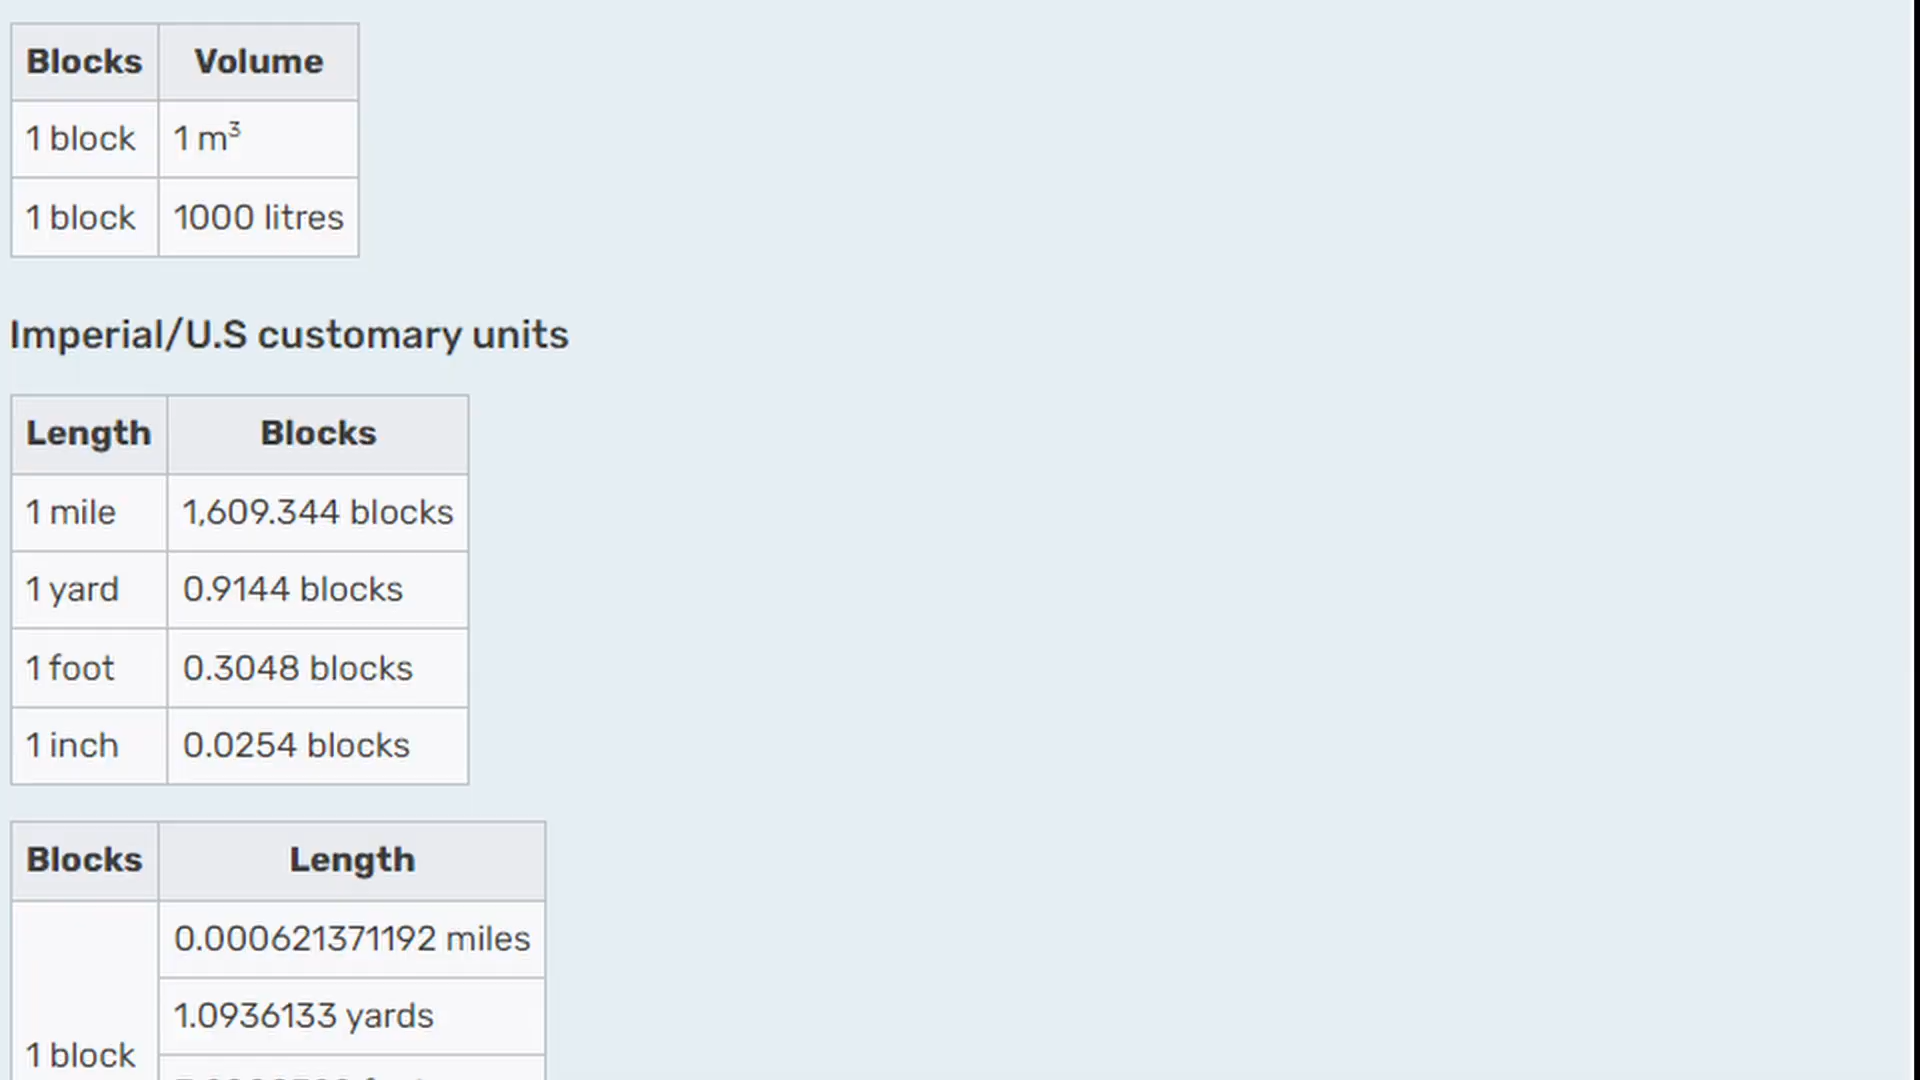 Blocks Volume
1 block 1 m³
1 block 1000 litres
Imperial/U.S customary units
Length Blocks
1 mile 1,609.344 blocks
1 yard 0.9144 blocks
1 foot 0.3048 blocks
1 inch 0.0254 blocks
Blocks Length
0.000621371192 miles
1.0936133 yards
1 block